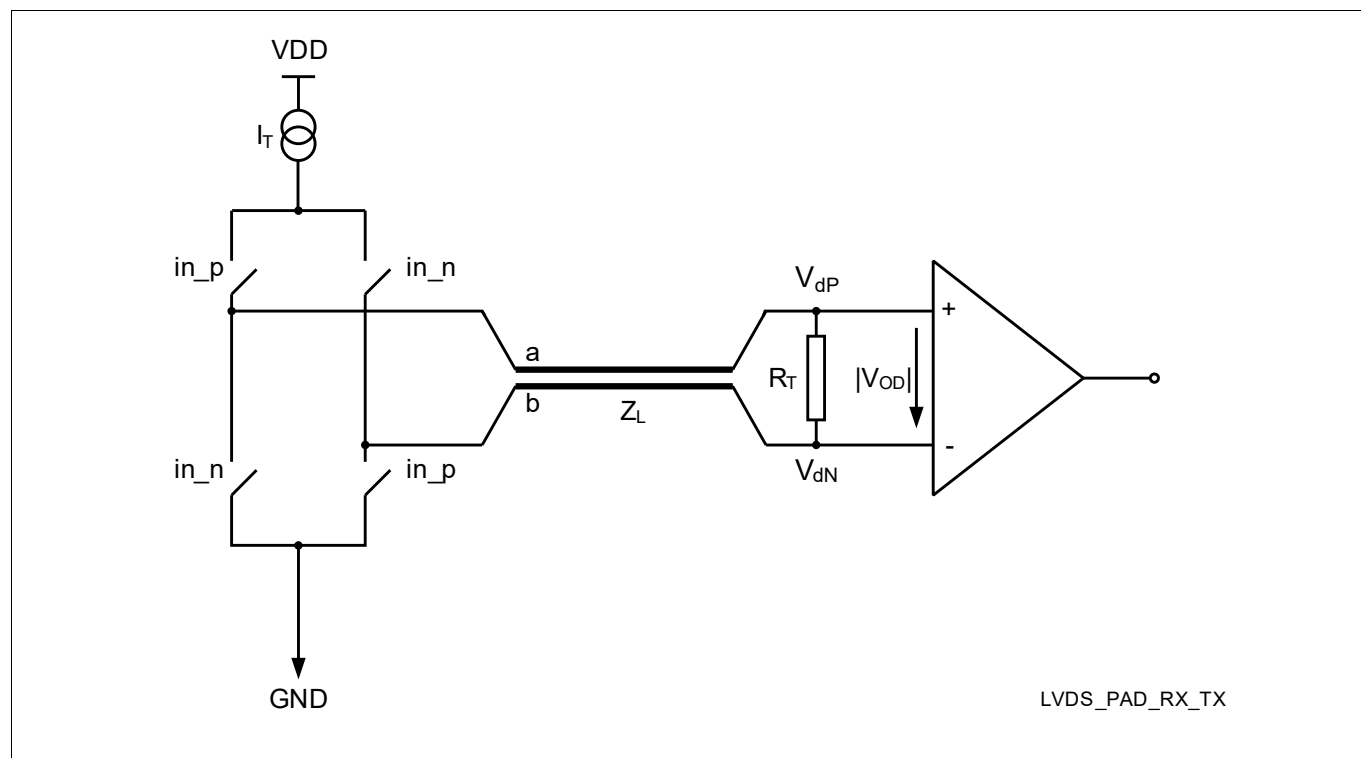 VDD
IT
in_p
in_n
VdP
+
a
RT
|VOD|
b
ZL
in_n
in_p
-
VdN
GND
LVDS_PAD_RX_TX